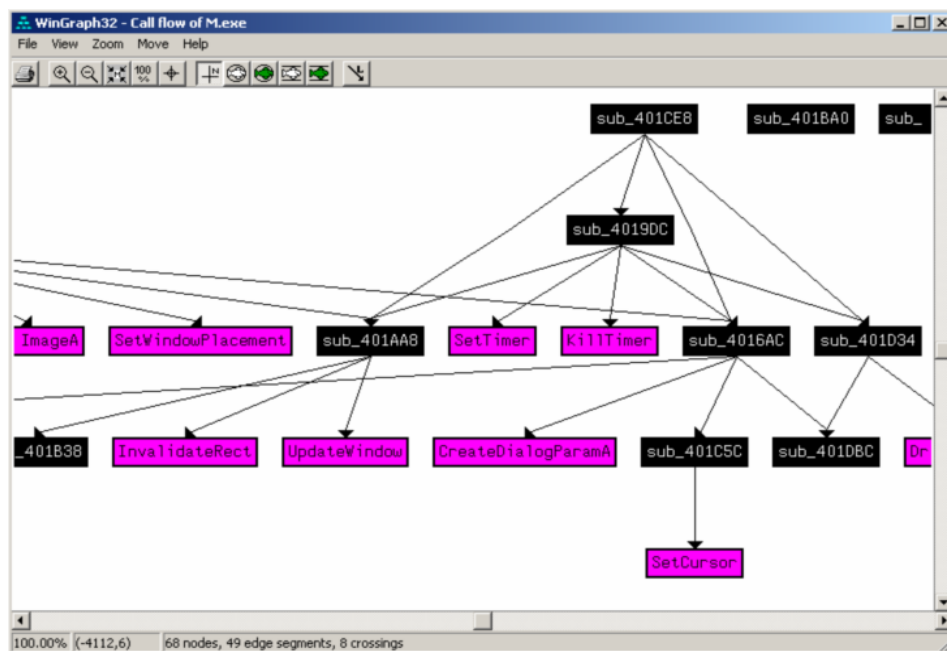 WinGraph32 - Call flow of M.exe
File View Zoom Move Help
100 %
N
sub_401CE8 sub_401BA0 sub_
sub_4019DC
ImageA SetWindowPlacement sub_401AA8 SetTimer KillTimer sub_4016AC sub_401D34
_401B38 InvalidateRect UpdateWindow CreateDialogParamA sub_401C5C sub_401DBC Dr
SetCursor
100.00% (-4112,6) 68 nodes, 49 edge segments, 8 crossings